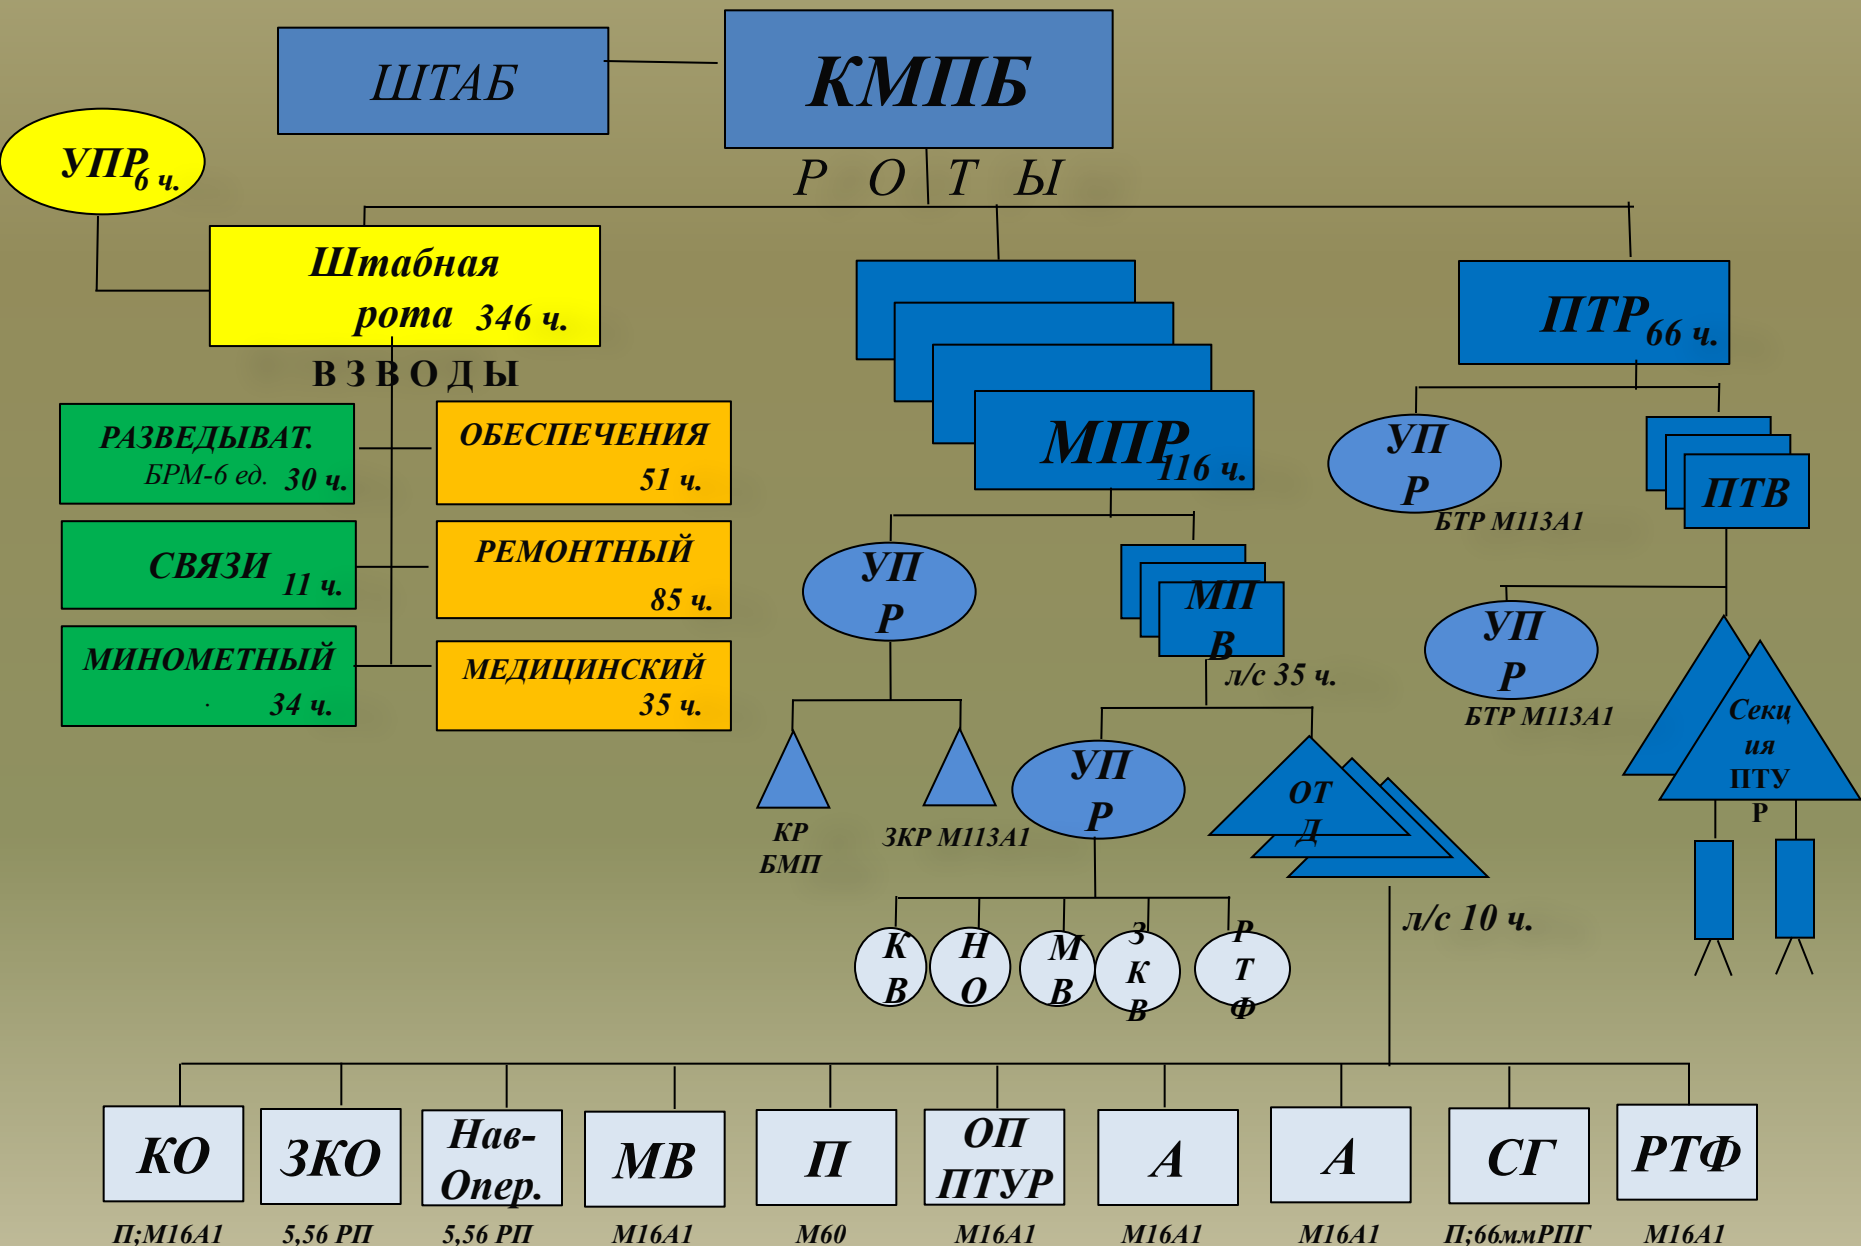 ШТАБ
КМПБ
УПР 6 ч.
Р О Т Ы
Штабная
рота 346 ч.
В З В О Д Ы
РАЗВЕДЫВАТ.
БРМ-6 ед. 30 ч.
ОБЕСПЕЧЕНИЯ
51 ч.
СВЯЗИ
11 ч.
РЕМОНТНЫЙ
85 ч.
МИНОМЕТНЫЙ
. 34 ч.
МЕДИЦИНСКИЙ
35 ч.
МПР
116 ч.
УП
Р
МП
В
л/с 35 ч.
КР
БМП
ЗКР М113А1
УП
Р
ОТ
Д
л/с 10 ч.
К
В
Н
О
М
В
З
К
В
Р
Т
Ф
ПТР 66 ч.
УП
Р
БТР М113А1
ПТВ
УП
Р
БТР М113А1
Секц
ия
ПТУ
Р
КО
ЗКО
Нав-
Опер.
МВ
П
ОП
ПТУР
А
А
СГ
РТФ
П;М16А1
5,56 РП
5,56 РП
М16А1
М60
М16А1
М16А1
М16А1
П;66ммРПГ
М16А1